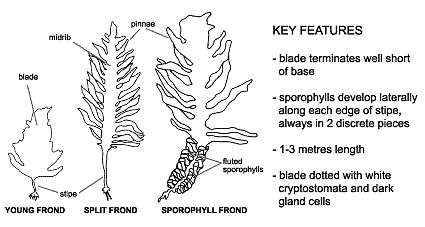 pinnae
midrib
blade
fluted
sporophylls
stipe
YOUNG FROND
SPLIT FROND
SPOROPHYLL FROND
KEY FEATURES
- blade terminates well short
of base
- sporophylls develop laterally
along each edge of stipe,
always in 2 discrete pieces
- 1-3 metres length
- blade dotted with white
cryptostomata and dark
gland cells